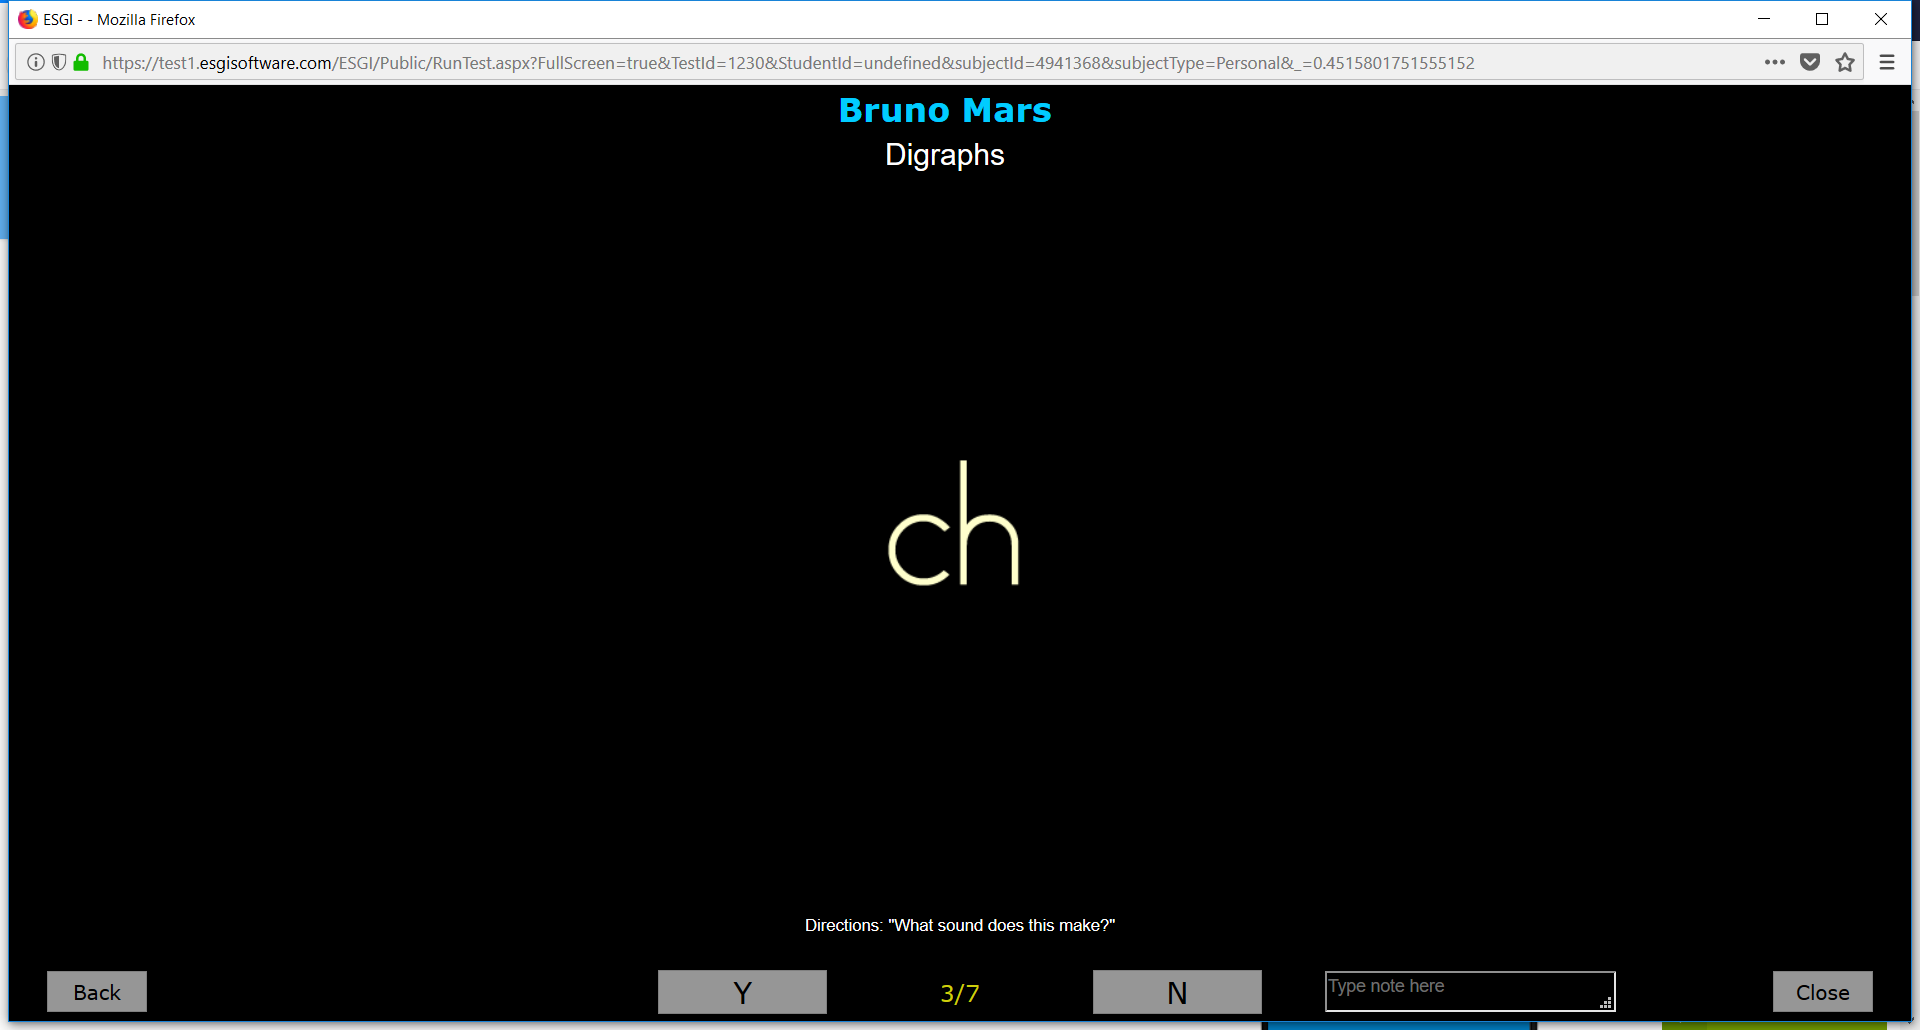 ESGI - - Mozilla Firefox
https://test1.esgisoftware.com/ESGI/Public/RunTest.aspx?FullScreen=true&TestId=1230&StudentId=undefined&subjectId=4941368&subjectType=Personal&_=0.4515801751555152
Bruno Mars
Digraphs
ch
Directions: "What sound does this make?"
Back Y 3/7 N Type note here Close